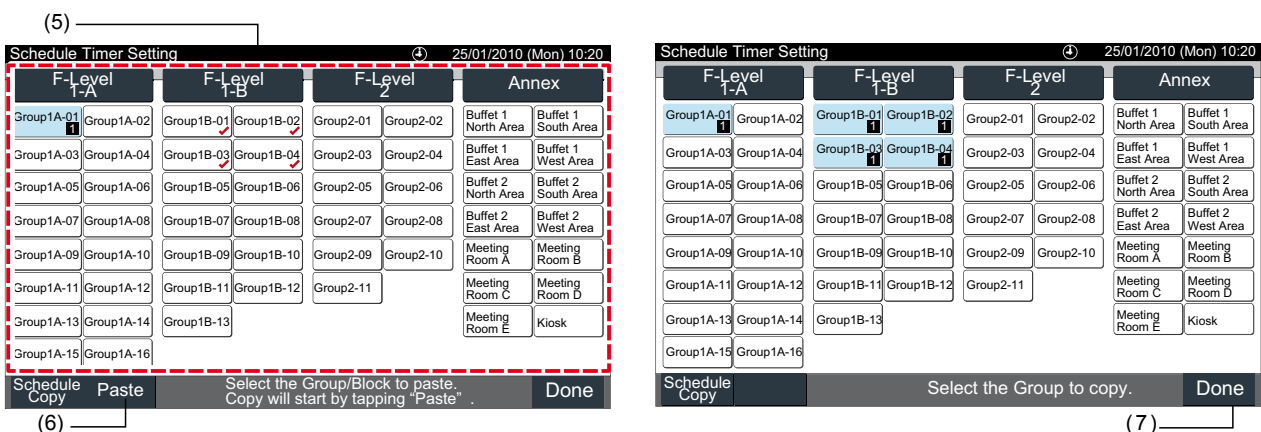 (5)
Schedule Timer Setting 25/01/2010 (Mon) 10:20
F-Level 1-A F-Level 1-B F-Level 2 Annex
Group1A-01 1 Group1A-02 Group1B-01 Group1B-02 Group2-01 Group2-02 Buffet 1 North Area Buffet 1 South Area
Group1A-03 Group1A-04 Group1B-03 Group1B-04 Group2-03 Group2-04 Buffet 1 East Area Buffet 1 West Area
Group1A-05 Group1A-06 Group1B-05 Group1B-06 Group2-05 Group2-06 Buffet 2 North Area Buffet 2 South Area
Group1A-07 Group1A-08 Group1B-07 Group1B-08 Group2-07 Group2-08 Buffet 2 East Area Buffet 2 West Area
Group1A-09 Group1A-10 Group1B-09 Group1B-10 Group2-09 Group2-10 Meeting Room A Meeting Room B
Group1A-11 Group1A-12 Group1B-11 Group1B-12 Group2-11 Meeting Room C Meeting Room D
Group1A-13 Group1A-14 Group1B-13 Meeting Room E Kiosk
Group1A-15 Group1A-16
Schedule Copy Paste Select the Group/Block to paste.
Copy will start by tapping “Paste” . Done
(6)
Schedule Timer Setting 25/01/2010 (Mon) 10:20
F-Level 1-A F-Level 1-B F-Level 2 Annex
Group1A-01 1 Group1A-02 Group1B-01 1 Group1B-02 1 Group2-01 Group2-02 Buffet 1 North Area Buffet 1 South Area
Group1A-03 Group1A-04 Group1B-03 1 Group1B-04 1 Group2-03 Group2-04 Buffet 1 East Area Buffet 1 West Area
Group1A-05 Group1A-06 Group1B-05 Group1B-06 Group2-05 Group2-06 Buffet 2 North Area Buffet 2 South Area
Group1A-07 Group1A-08 Group1B-07 Group1B-08 Group2-07 Group2-08 Buffet 2 East Area Buffet 2 West Area
Group1A-09 Group1A-10 Group1B-09 Group1B-10 Group2-09 Group2-10 Meeting Room A Meeting Room B
Group1A-11 Group1A-12 Group1B-11 Group1B-12 Group2-11 Meeting Room C Meeting Room D
Group1A-13 Group1A-14 Group1B-13 Meeting Room E Kiosk
Group1A-15 Group1A-16
Schedule Copy Select the Group to copy. Done
(7)